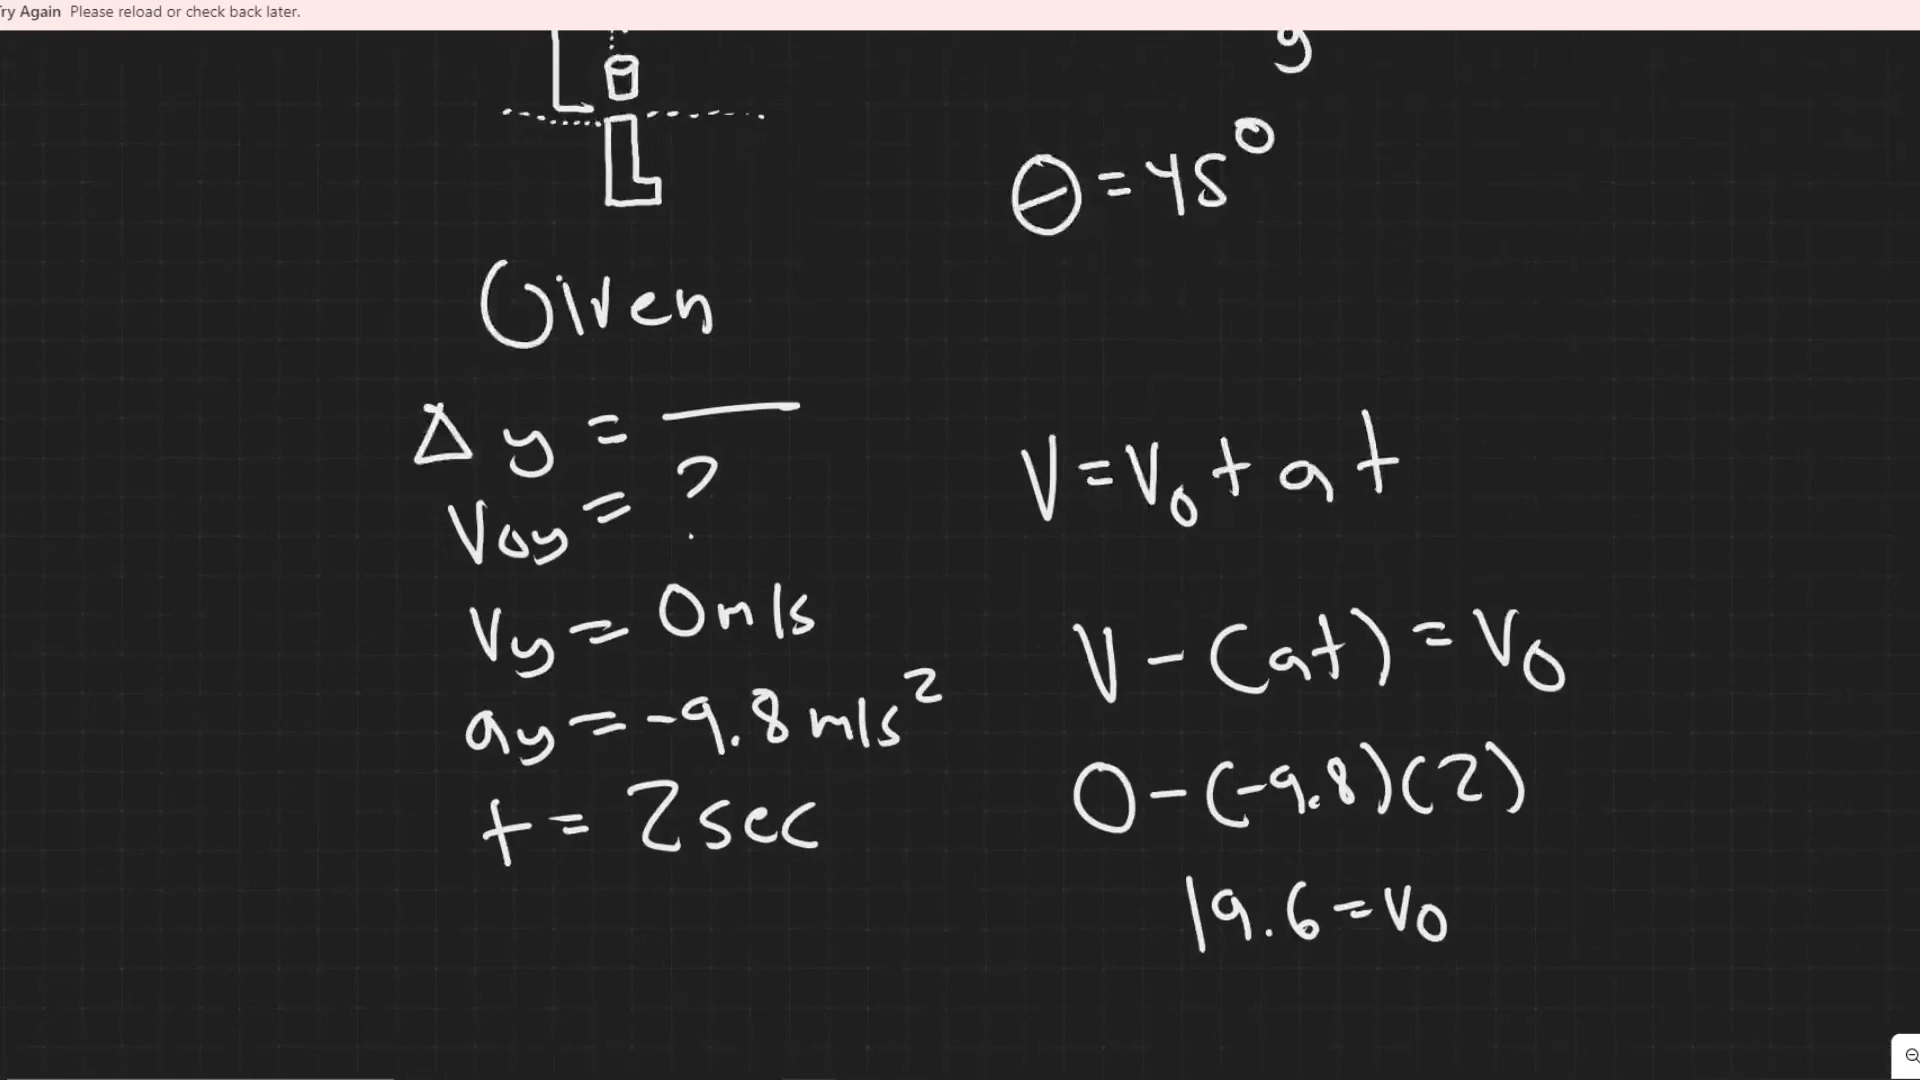 ry Again Please reload or check back later.
g
θ = 45°
Given
Δy = —
Voy = ?
Vy = 0 m/s
ay = -9.8 m/s²
t = 2 sec
V = V₀ + at
V - (at) = V₀
0 - (-9.8)(2)
19.6 = V₀